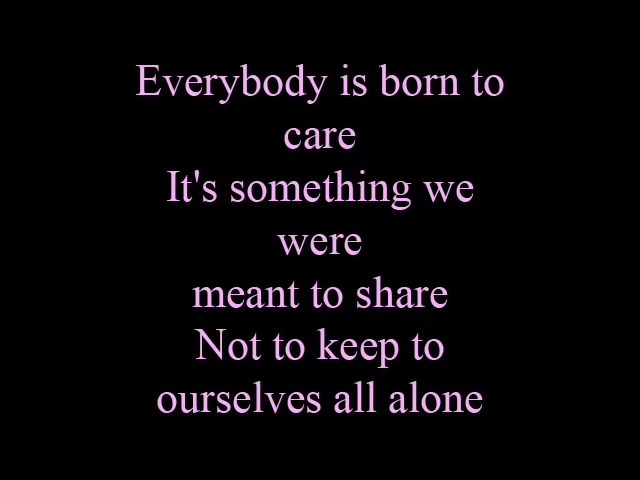 Everybody is born to
care
It's something we
were
meant to share
Not to keep to
ourselves all alone